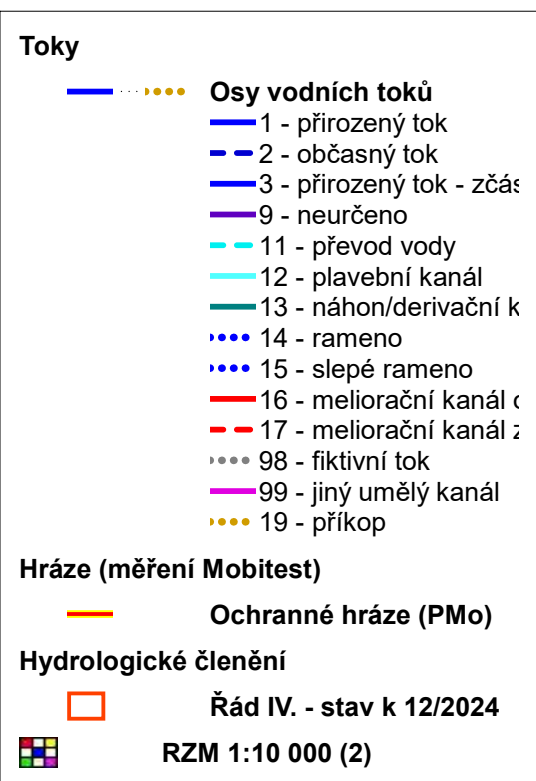 Toky
Osy vodních toků
1 - přirozený tok
2 - občasný tok
3 - přirozený tok - zčás
9 - neurčeno
11 - převod vody
12 - plavební kanál
13 - náhon/derivační k
14 - rameno
15 - slepé rameno
16 - meliorační kanál
17 - meliorační kanál z
98 - fiktivní tok
99 - jiný umělý kanál
19 - příkop
Hráze (měření Mobitest)
Ochranné hráze (PMo)
Hydrologické členění
Řád IV. - stav k 12/2024
RZM 1:10 000 (2)